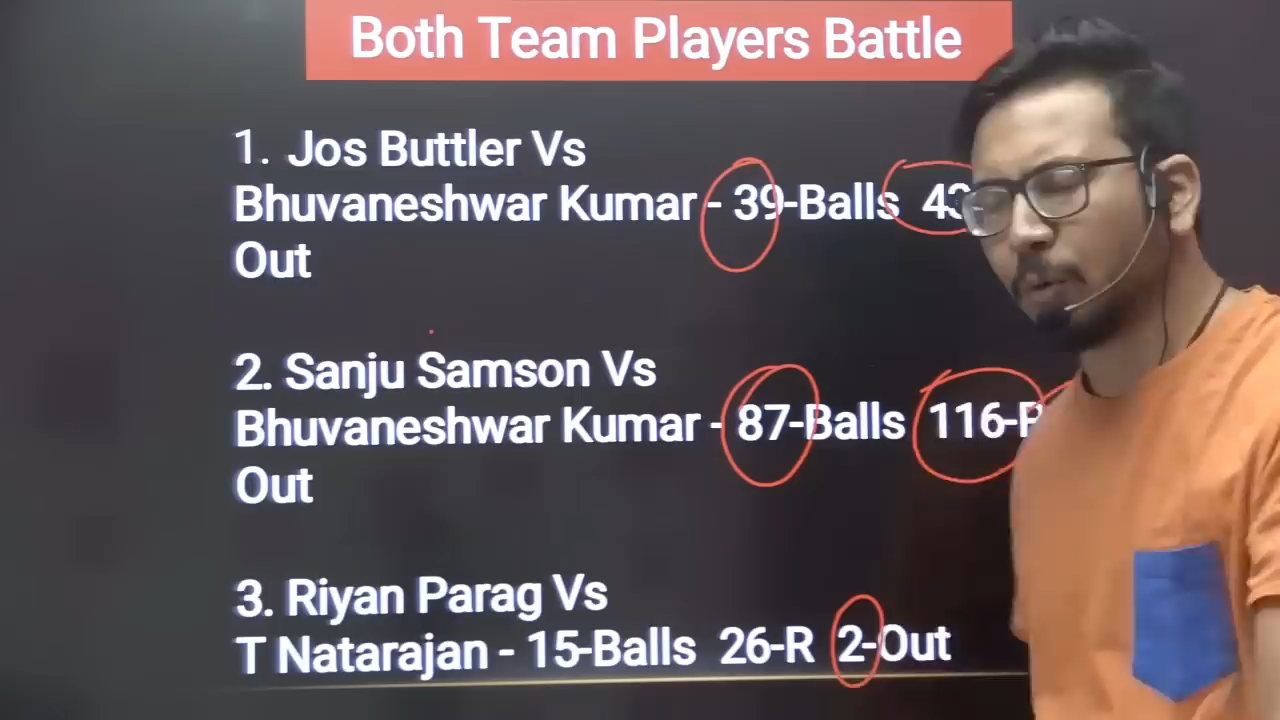 Both Team Players Battle
1. Jos Buttler Vs
Bhuvaneshwar Kumar - 39-Balls
Out
2. Sanju Samson Vs
Bhuvaneshwar Kumar - 87-Balls 116-R
Out
3. Riyan Parag Vs
T Natarajan - 15-Balls 26-R 2-Out